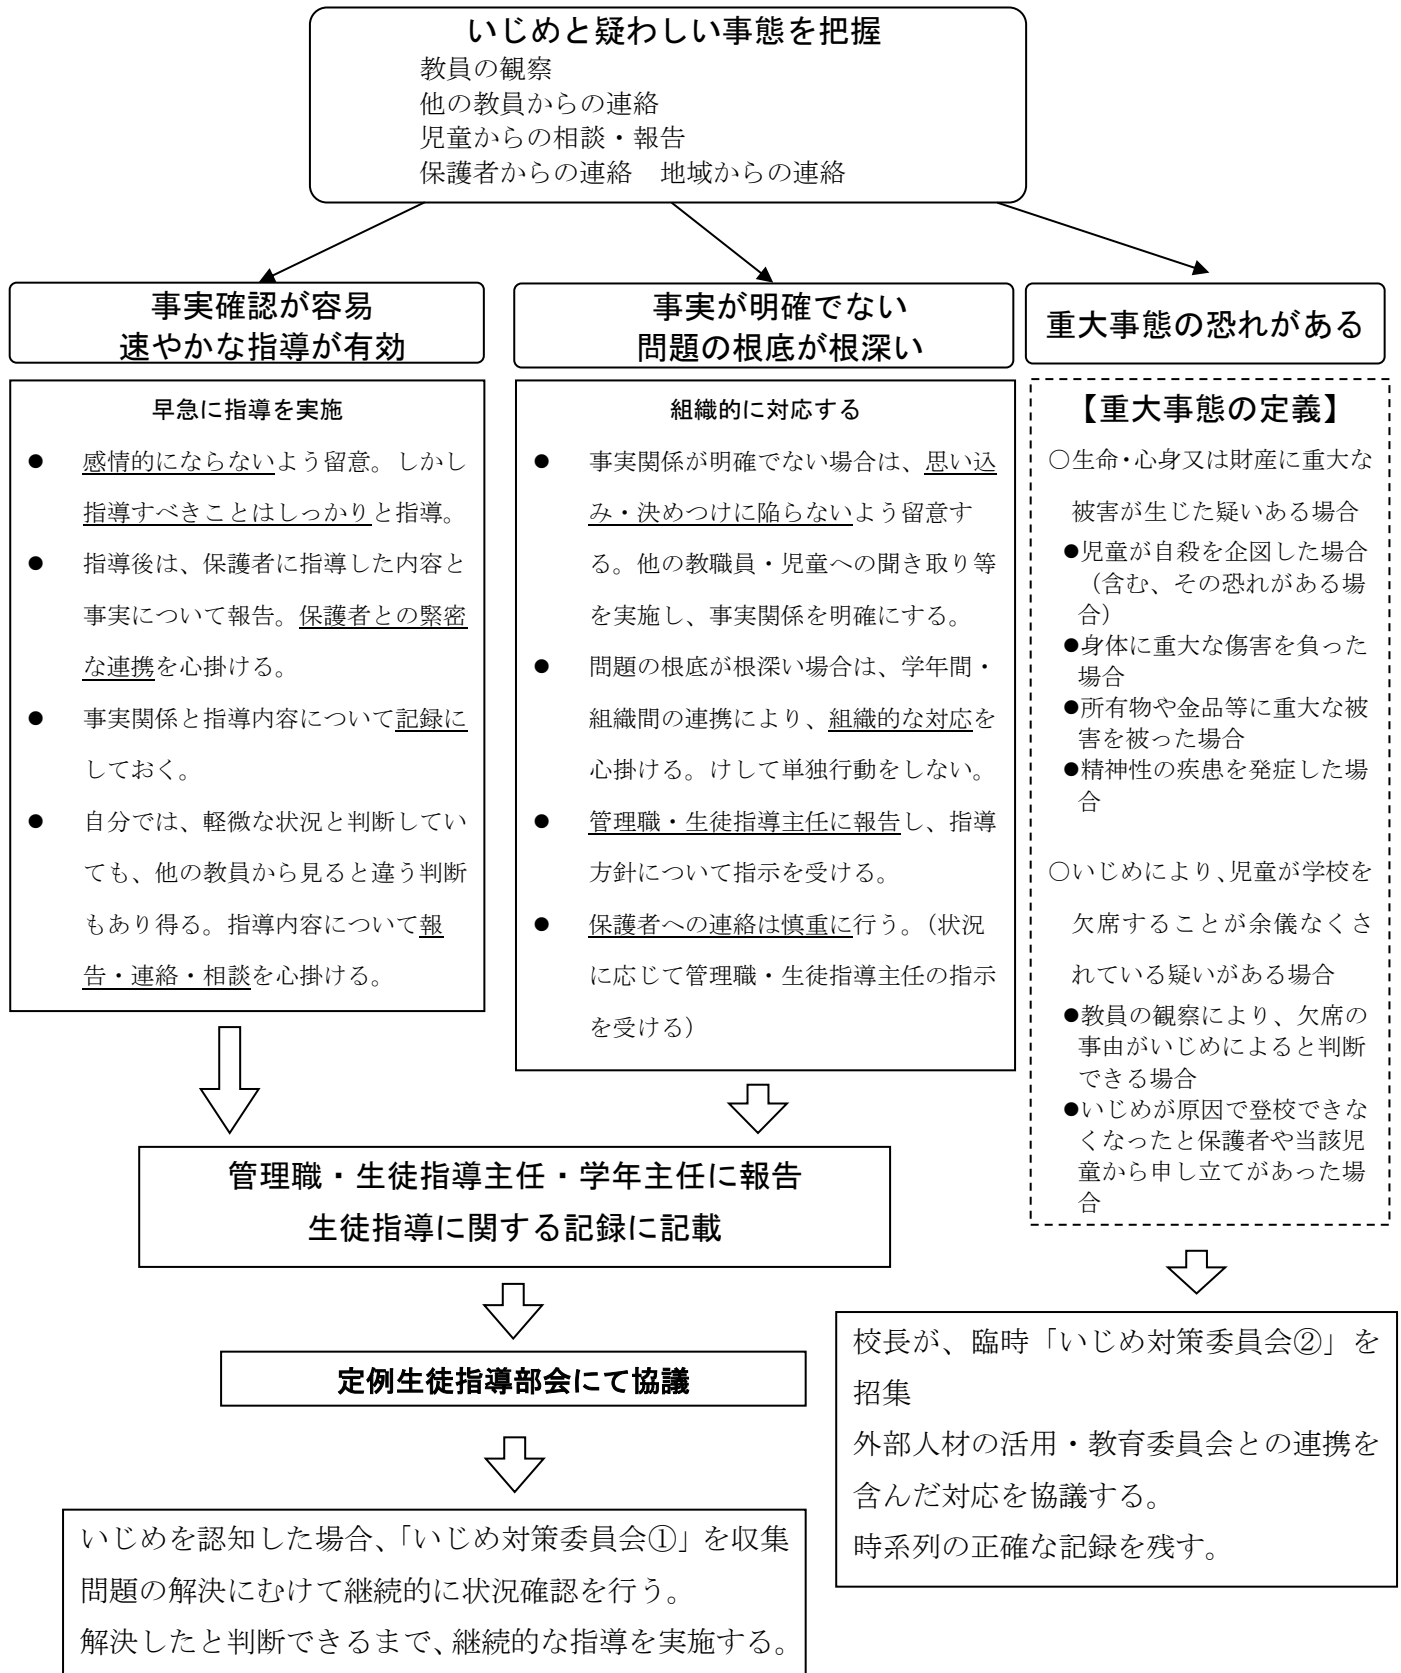 いじめと疑わしい事態を把握
教員の観察
他の教員からの連絡
児童からの相談・報告
保護者からの連絡　地域からの連絡
事実確認が容易
速やかな指導が有効
早急に指導を実施
● 感情的にならないよう留意。しかし
指導すべきことはしっかりと指導。
● 指導後は、保護者に指導した内容と
事実について報告。保護者との緊密
な連携を心掛ける。
● 事実関係と指導内容について記録に
しておく。
● 自分では、軽微な状況と判断してい
ても、他の教員から見ると違う判断
もあり得る。指導内容について報
告・連絡・相談を心掛ける。
事実が明確でない
問題の根底が根深い
組織的に対応する
● 事実関係が明確でない場合は、思い込
み・決めつけに陥らないよう留意す
る。他の教職員・児童への聞き取り等
を実施し、事実関係を明確にする。
● 問題の根底が根深い場合は、学年間・
組織間の連携により、組織的な対応を
心掛ける。けして単独行動をしない。
● 管理職・生徒指導主任に報告し、指導
方針について指示を受ける。
● 保護者への連絡は慎重に行う。（状況
に応じて管理職・生徒指導主任の指示
を受ける）
重大事態の恐れがある
【重大事態の定義】
○生命・心身又は財産に重大な
被害が生じた疑いある場合
●児童が自殺を企図した場合
（含む、その恐れがある場
合）
●身体に重大な傷害を負った
場合
●所有物や金品等に重大な被
害を被った場合
●精神性の疾患を発症した場
合
○いじめにより、児童が学校を
欠席することが余儀なくさ
れている疑いがある場合
●教員の観察により、欠席の
事由がいじめによると判断
できる場合
●いじめが原因で登校できな
くなったと保護者や当該児
童から申し立てがあった場
合
管理職・生徒指導主任・学年主任に報告
生徒指導に関する記録に記載
定例生徒指導部会にて協議
いじめを認知した場合、「いじめ対策委員会①」を収集
問題の解決にむけて継続的に状況確認を行う。
解決したと判断できるまで、継続的な指導を実施する。
校長が、臨時「いじめ対策委員会②」を
招集
外部人材の活用・教育委員会との連携を
含んだ対応を協議する。
時系列の正確な記録を残す。